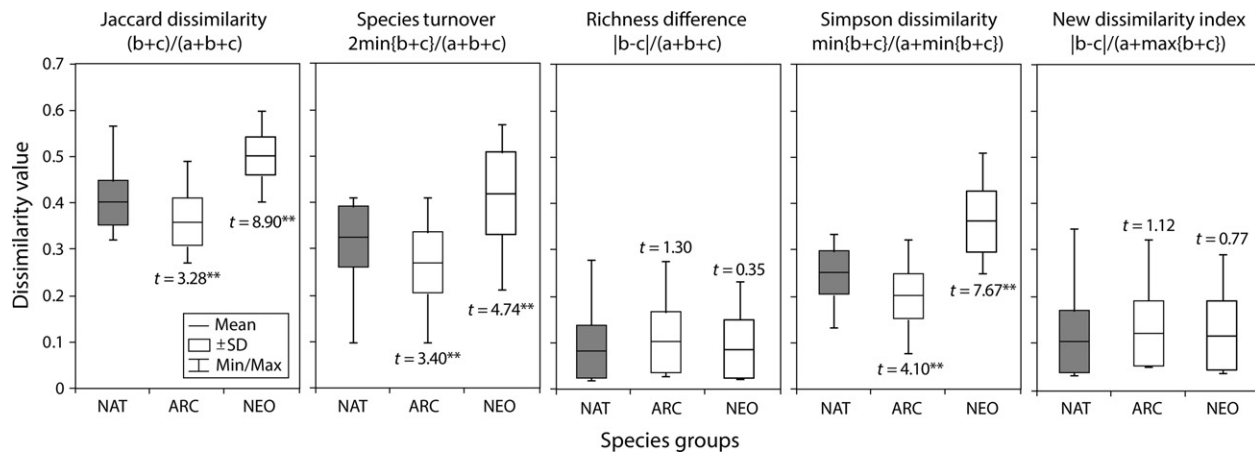 Jaccard dissimilarity
(b+c)/(a+b+c)
Species turnover
2min{b+c}/(a+b+c)
Richness difference
|b-c|/(a+b+c)
Simpson dissimilarity
min{b+c}/(a+min{b+c})
New dissimilarity index
|b-c|/(a+max{b+c})
Dissimilarity value
0.7
0.6
0.5
0.4
0.3
0.2
0.1
0
t = 3.28**
t = 8.90**
Mean
±SD
Min/Max
t = 3.40**
t = 4.74**
t = 1.30
t = 0.35
t = 4.10**
t = 7.67**
t = 1.12
t = 0.77
NAT ARC NEO
NAT ARC NEO
NAT ARC NEO
NAT ARC NEO
NAT ARC NEO
Species groups